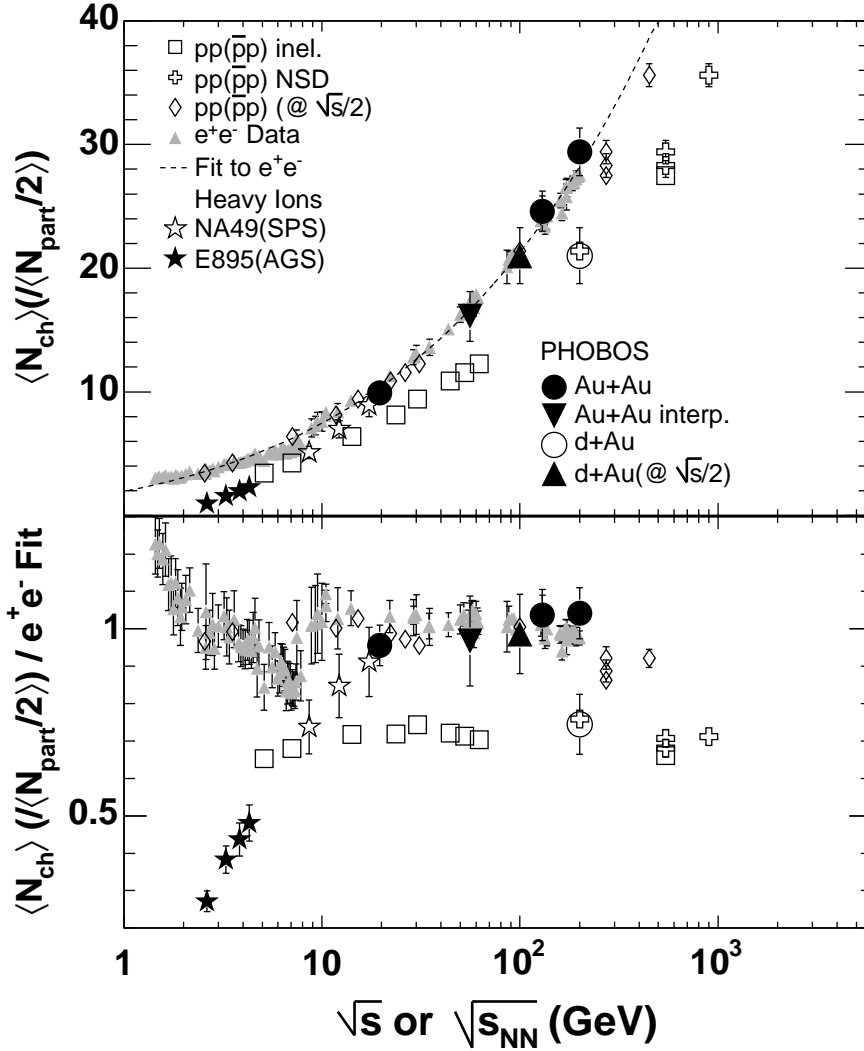 40
30
20
10
⟨N_ch⟩(/⟨N_part/2⟩)
pp(p̅p) inel.
pp(p̅p) NSD
pp(p̅p) (@ √s/2)
e⁺e⁻ Data
Fit to e⁺e⁻
Heavy Ions
NA49(SPS)
E895(AGS)
PHOBOS
Au+Au
Au+Au interp.
d+Au
d+Au(@ √s/2)
1
0.5
⟨N_ch⟩ (/⟨N_part/2⟩) / e⁺e⁻ Fit
1 10 10² 10³
√s or √s_NN (GeV)